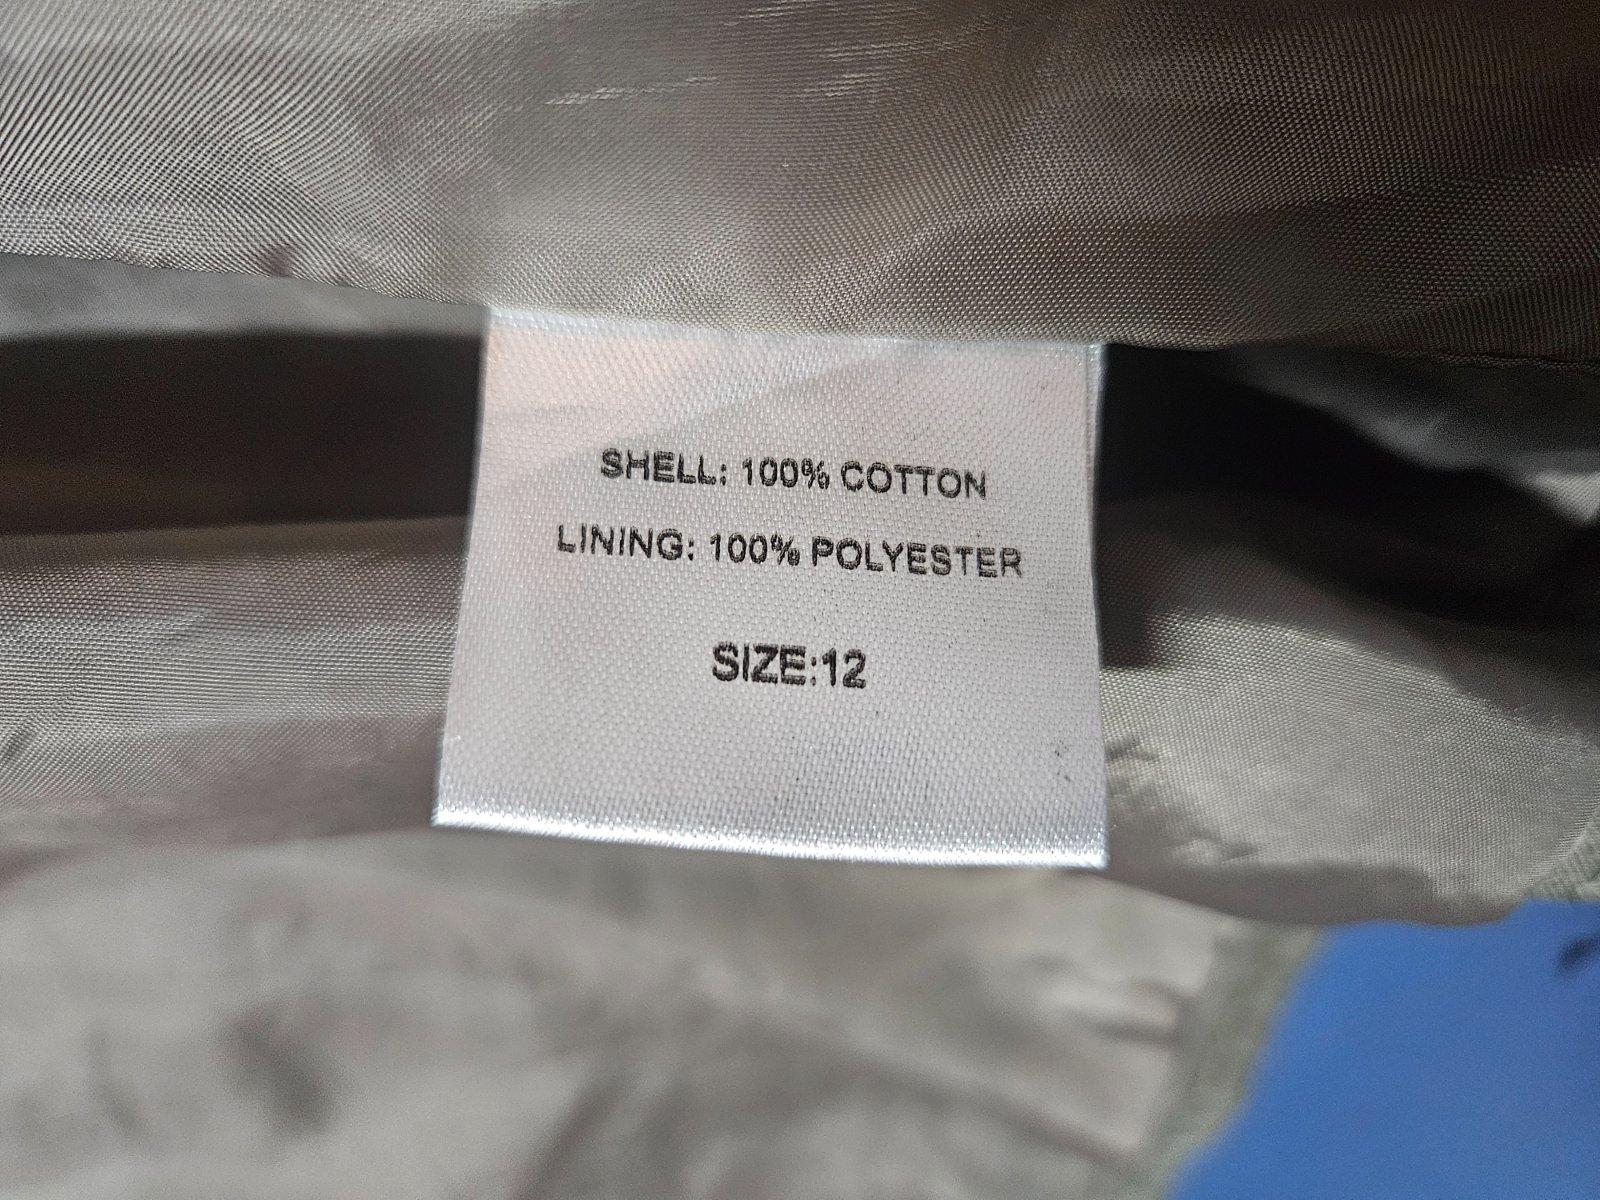 SHELL: 100% COTTON
LINING: 100% POLYESTER
SIZE:12